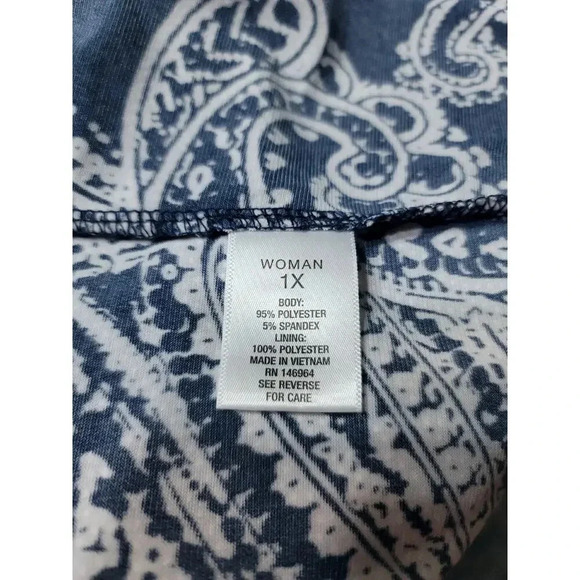 WOMAN
1X
BODY:
95% POLYESTER
5% SPANDEX
LINING:
100% POLYESTER
MADE IN VIETNAM
RN 146964
SEE REVERSE
FOR CARE